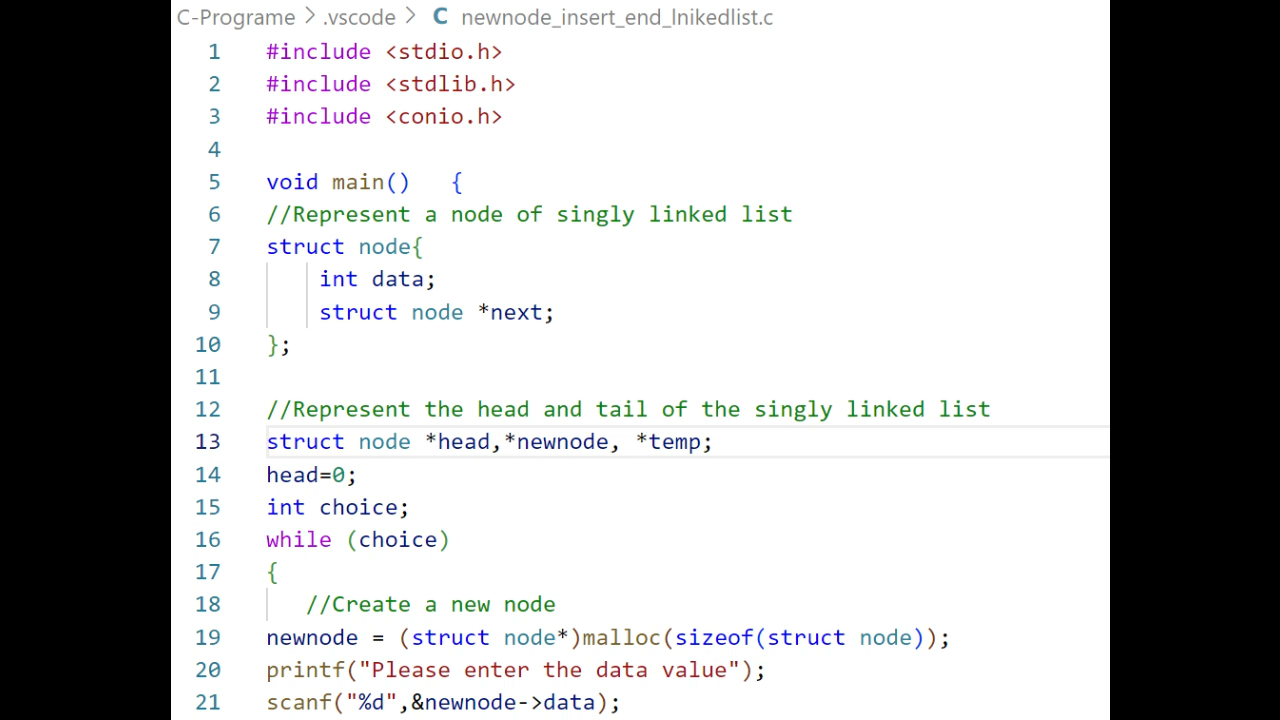 C-Programe > .vscode > C newnode_insert_end_lnikedlist.c
1 #include <stdio.h>
2 #include <stdlib.h>
3 #include <conio.h>
4
5 void main()   {
6 //Represent a node of singly linked list
7 struct node{
8     int data;
9     struct node *next;
10 };
11
12 //Represent the head and tail of the singly linked list
13 struct node *head,*newnode, *temp;
14 head=0;
15 int choice;
16 while (choice)
17 {
18    //Create a new node
19 newnode = (struct node*)malloc(sizeof(struct node));
20 printf("Please enter the data value");
21 scanf("%d",&newnode->data);